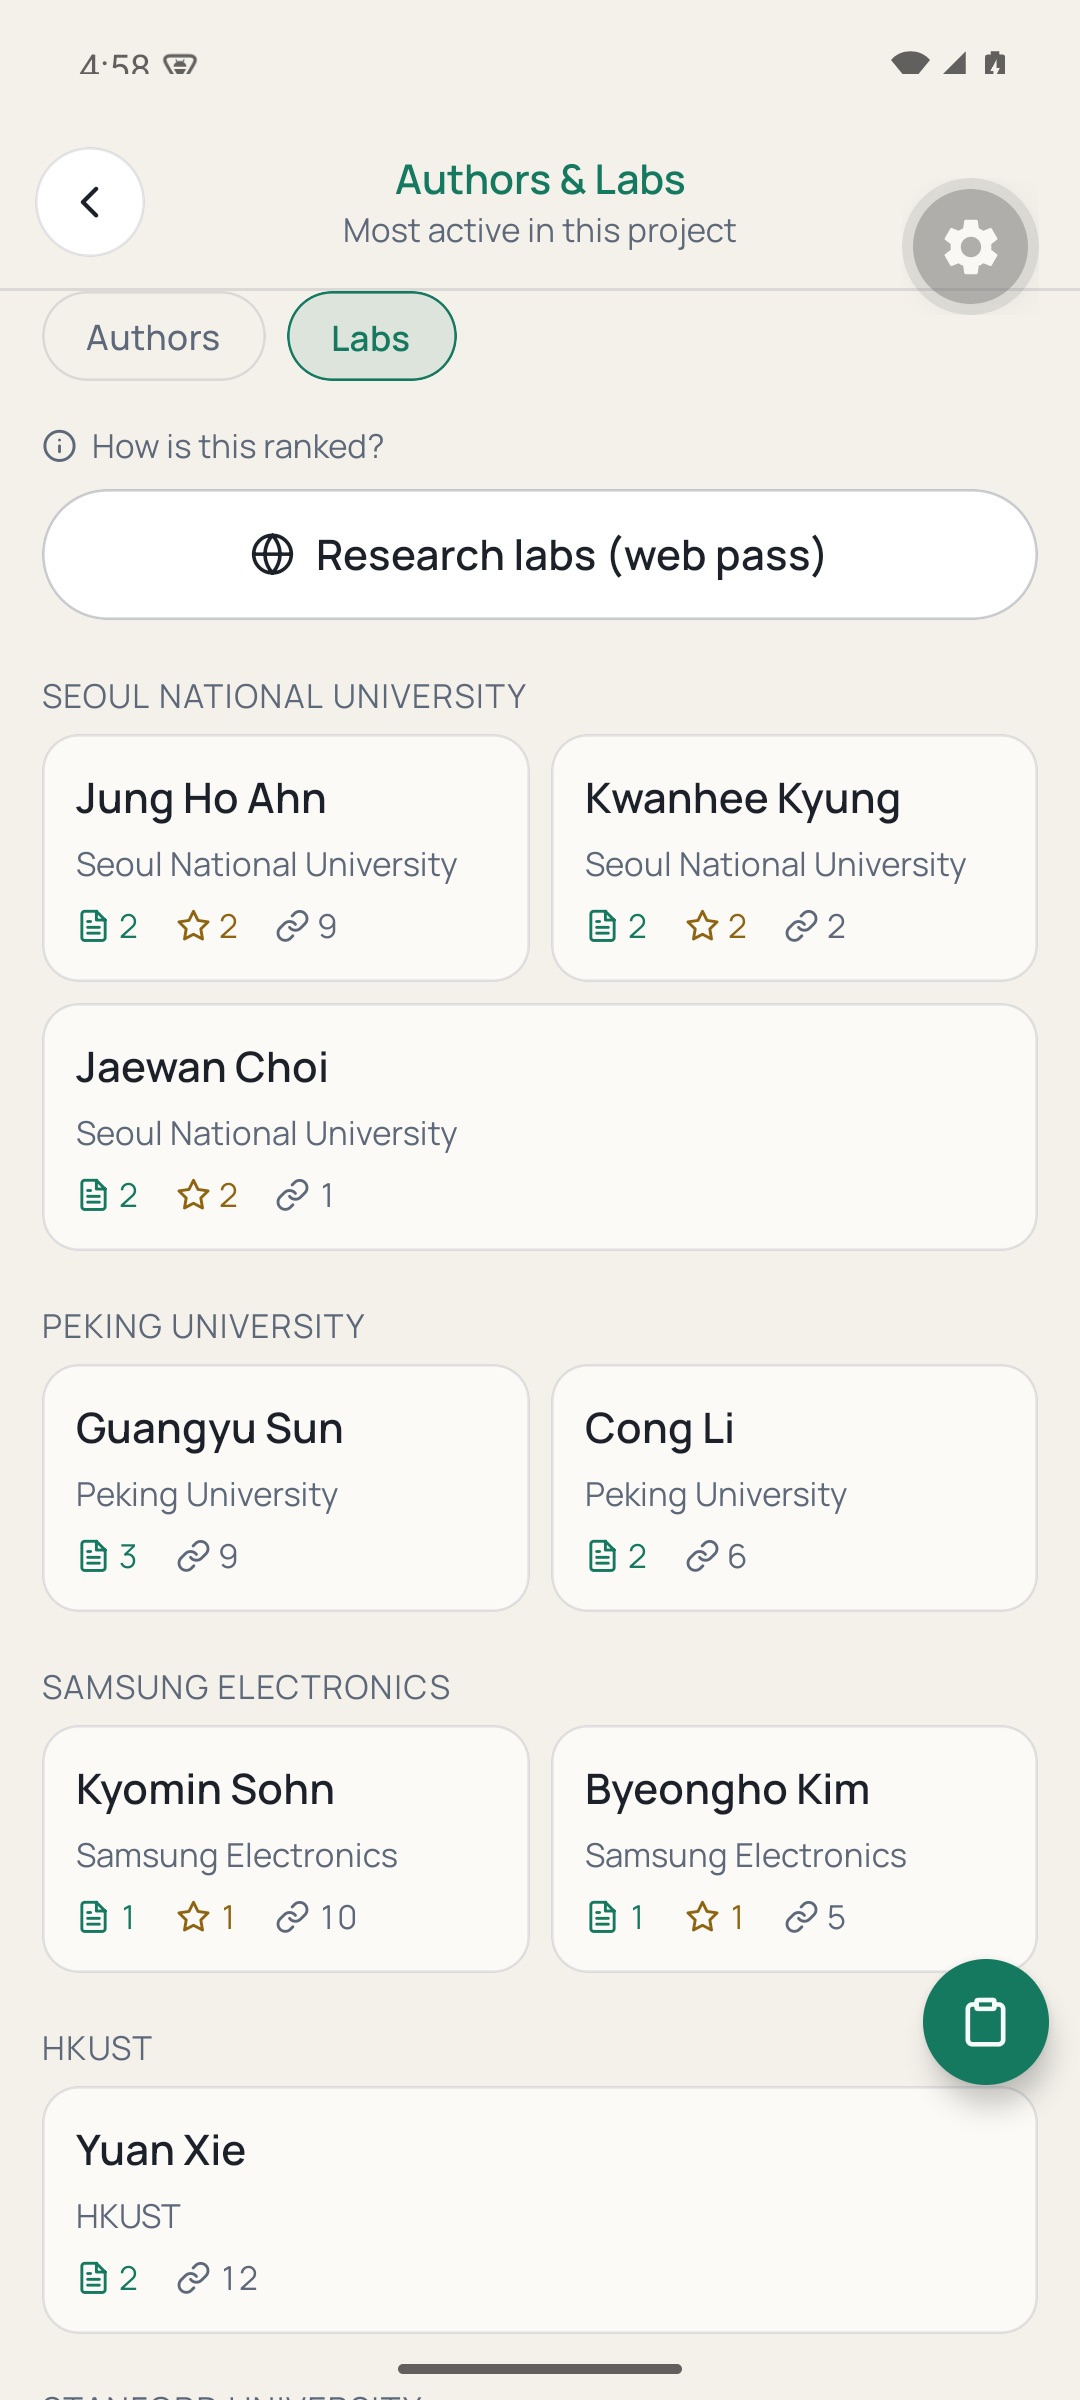 4:58
Authors & Labs
Most active in this project
Authors
Labs
How is this ranked?
Research labs (web pass)
SEOUL NATIONAL UNIVERSITY
Jung Ho Ahn
Seoul National University
2 2 9
Kwanhee Kyung
Seoul National University
2 2 2
Jaewan Choi
Seoul National University
2 2 1
PEKING UNIVERSITY
Guangyu Sun
Peking University
3 9
Cong Li
Peking University
2 6
SAMSUNG ELECTRONICS
Kyomin Sohn
Samsung Electronics
1 1 10
Byeongho Kim
Samsung Electronics
1 1 5
HKUST
Yuan Xie
HKUST
2 12
STANFORD UNIVERSITY